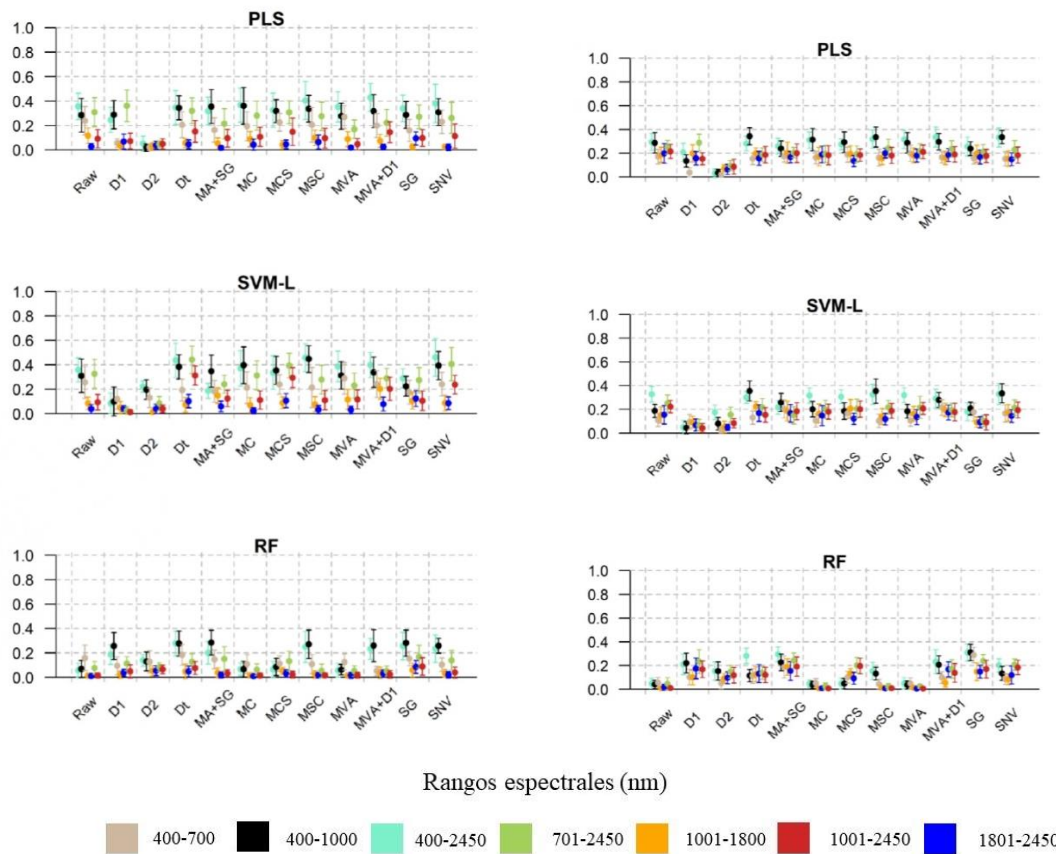 PLS
1.0
0.8
0.6
0.4
0.2
0.0
Raw D1 D2 Dt MA+SG MC MCS MSC MVA MVA+D1 SG SNV
PLS
1.0
0.8
0.6
0.4
0.2
0.0
Raw D1 D2 Dt MA+SG MC MCS MSC MVA MVA+D1 SG SNV
SVM-L
1.0
0.8
0.6
0.4
0.2
0.0
Raw D1 D2 Dt MA+SG MC MCS MSC MVA MVA+D1 SG SNV
SVM-L
1.0
0.8
0.6
0.4
0.2
0.0
Raw D1 D2 Dt MA+SG MC MCS MSC MVA MVA+D1 SG SNV
RF
1.0
0.8
0.6
0.4
0.2
0.0
Raw D1 D2 Dt MA+SG MC MCS MSC MVA MVA+D1 SG SNV
RF
1.0
0.8
0.6
0.4
0.2
0.0
Raw D1 D2 Dt MA+SG MC MCS MSC MVA MVA+D1 SG SNV
Rangos espectrales (nm)
400-700 400-1000 400-2450 701-2450 1001-1800 1001-2450 1801-2450